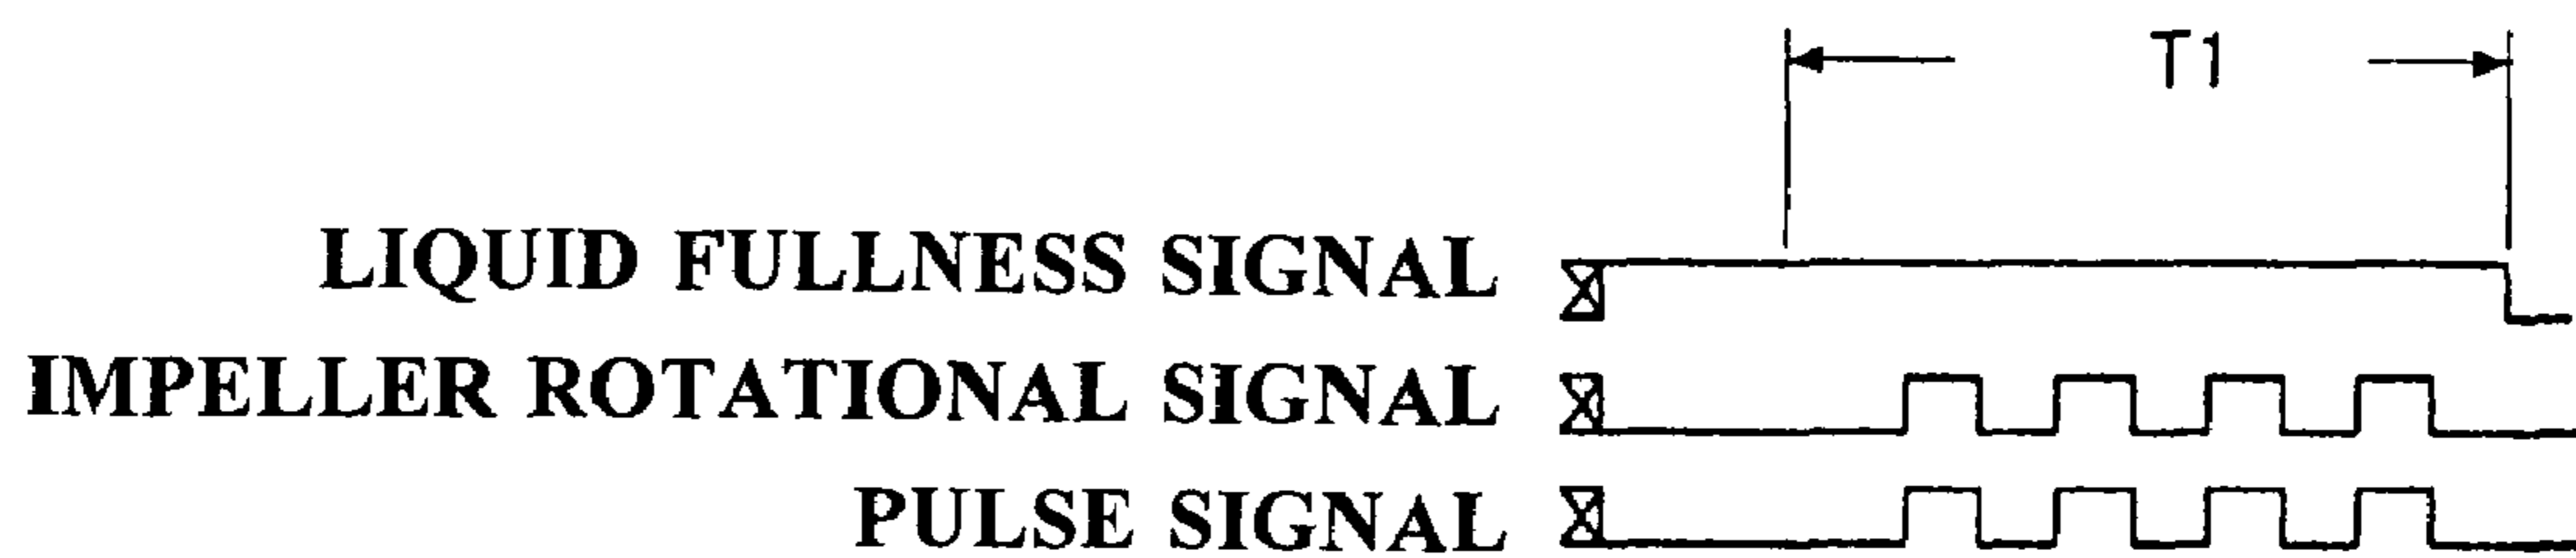 T1
LIQUID FULLNESS SIGNAL
IMPELLER ROTATIONAL SIGNAL
PULSE SIGNAL